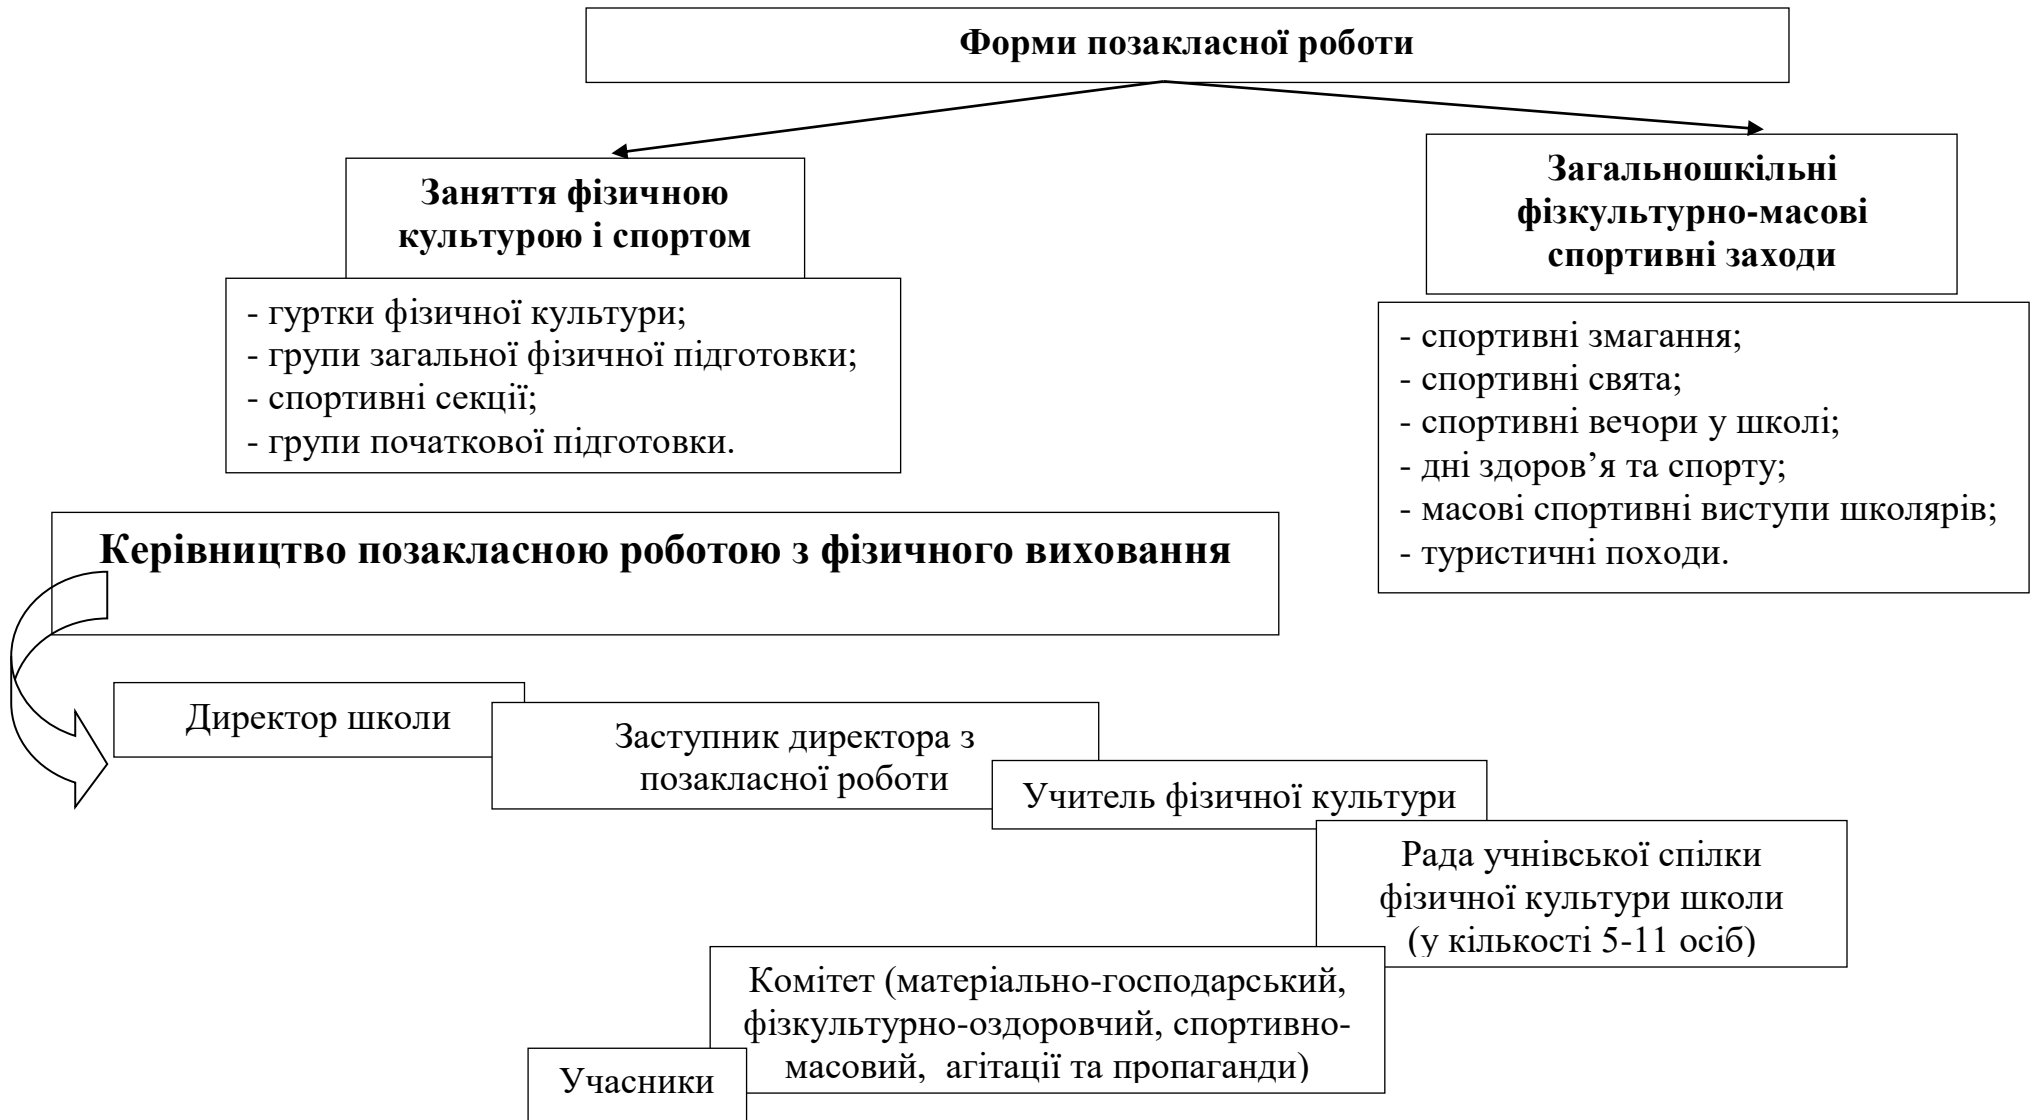 Форми позакласної роботи
Заняття фізичною
культурою і спортом
- гуртки фізичної культури;
- групи загальної фізичної підготовки;
- спортивні секції;
- групи початкової підготовки.
Загальношкільні
фізкультурно-масові
спортивні заходи
- спортивні змагання;
- спортивні свята;
- спортивні вечори у школі;
- дні здоров’я та спорту;
- масові спортивні виступи школярів;
- туристичні походи.
Керівництво позакласною роботою з фізичного виховання
Директор школи
Заступник директора з
позакласної роботи
Учитель фізичної культури
Рада учнівської спілки
фізичної культури школи
(у кількості 5-11 осіб)
Комітет (матеріально-господарський,
фізкультурно-оздоровчий, спортивно-
масовий, агітації та пропаганди)
Учасники